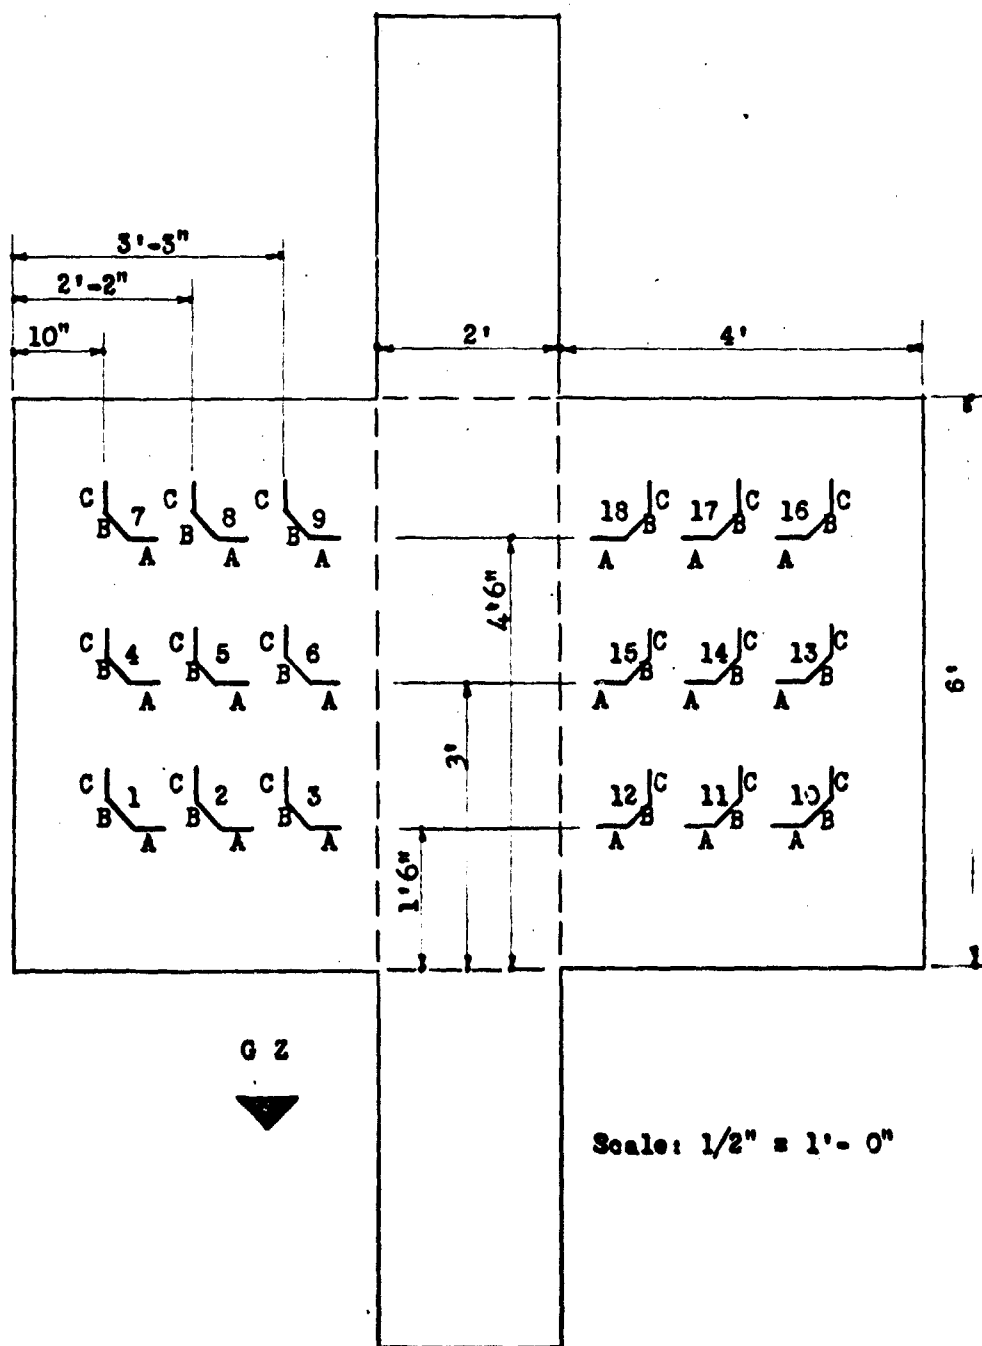 3'-3"
2'-2"
10"
2'
4'
C C C C C C
7 8 9 18 17 16
B B B B B B
A A A A A A
4'6"
C C C C C C
4 5 6 15 14 13
B B B B B B
A A A A A A
6'
3'
C C C C C C
1 2 3 12 11 10
B B B B B B
A A A A A A
1'6"
G Z
Scale: 1/2" = 1'- 0"